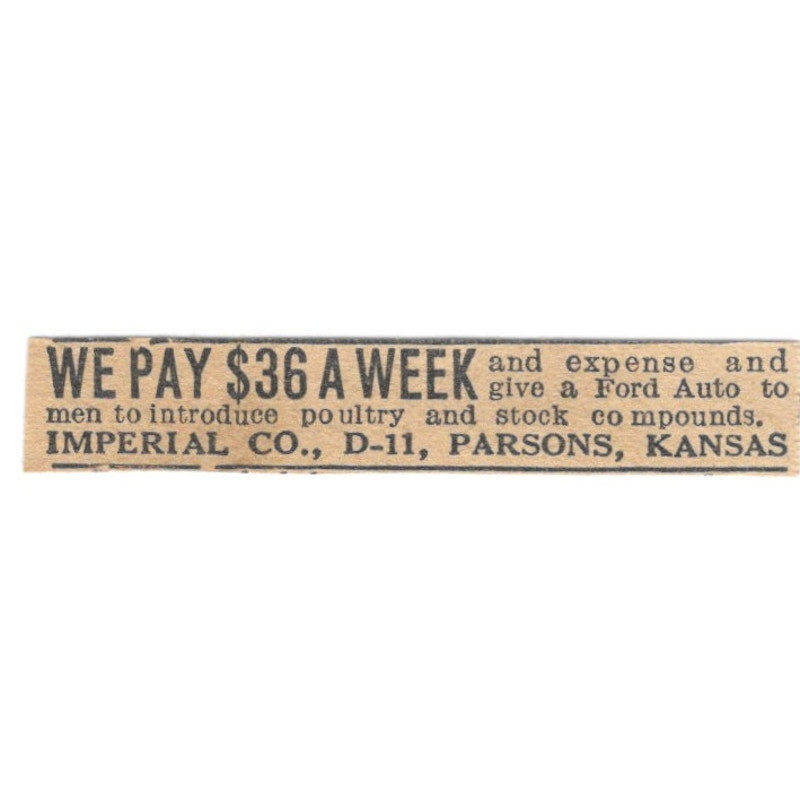 WE PAY $36 A WEEK and expense and
give a Ford Auto to
men to introduce poultry and stock compounds.
IMPERIAL CO., D-11, PARSONS, KANSAS